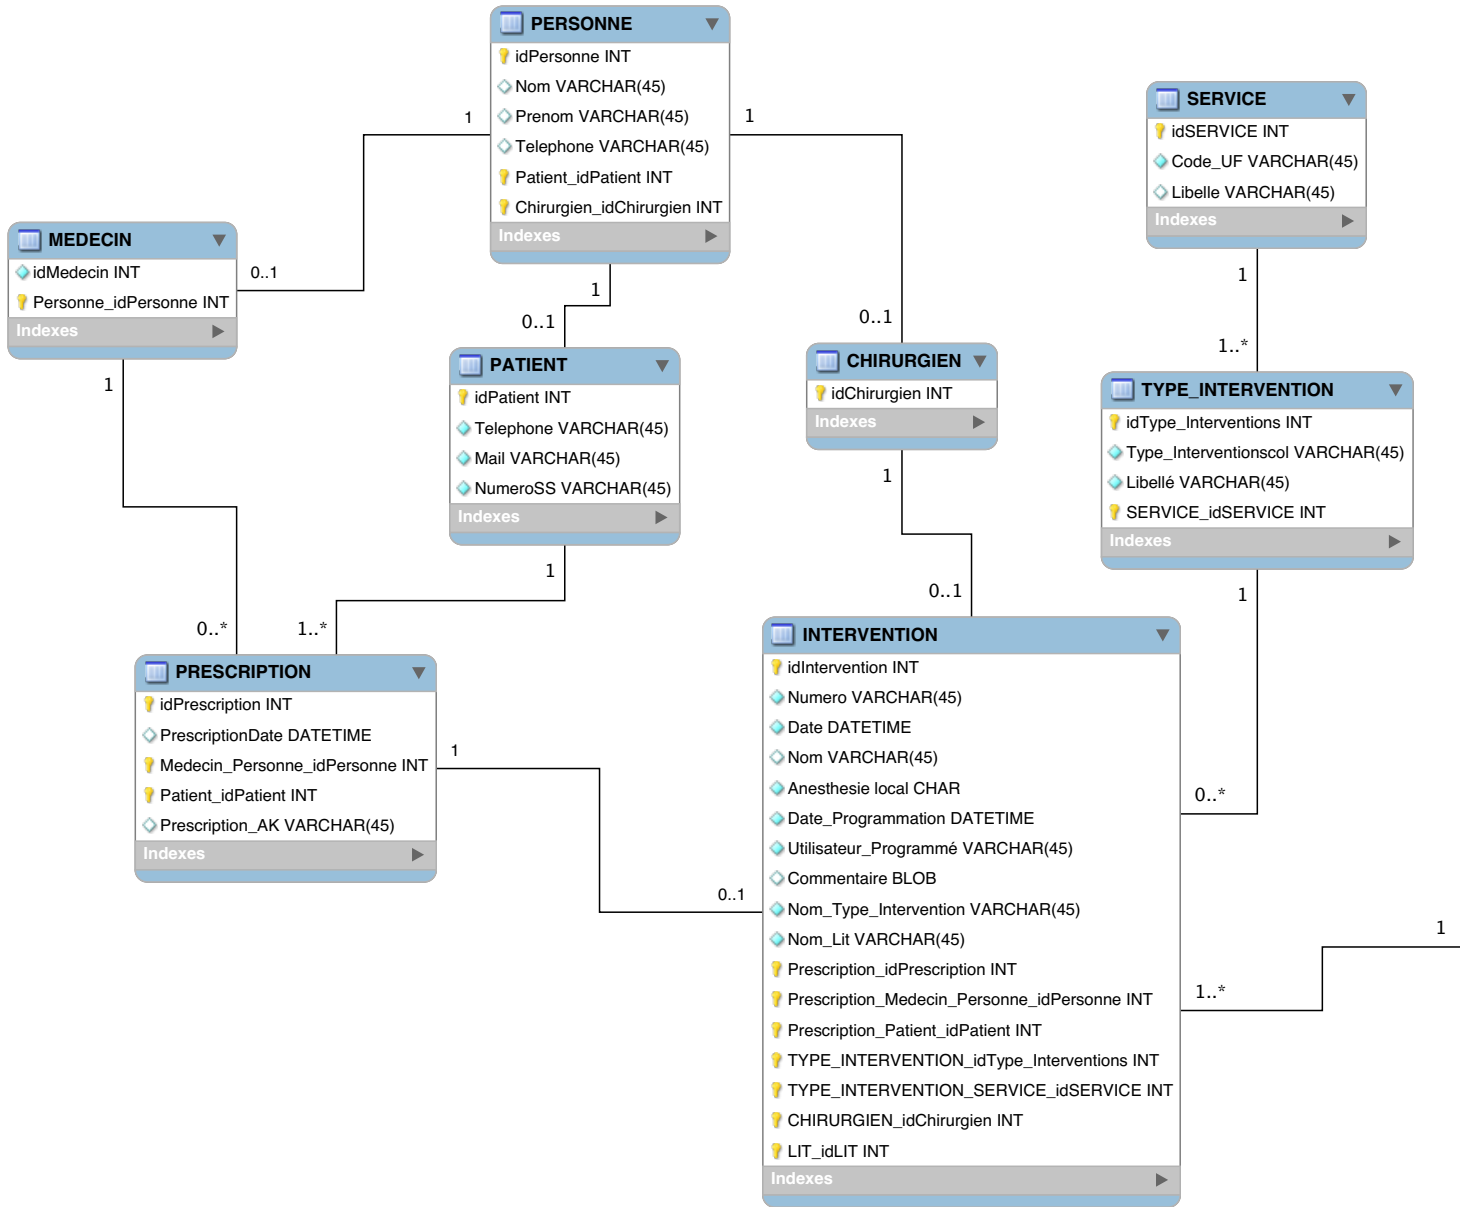 PERSONNE
idPersonne INT
Nom VARCHAR(45)
Prenom VARCHAR(45)
Telephone VARCHAR(45)
Patient_idPatient INT
Chirurgien_idChirurgien INT
Indexes
1
1
SERVICE
idSERVICE INT
Code_UF VARCHAR(45)
Libelle VARCHAR(45)
Indexes
MEDECIN
idMedecin INT
Personne_idPersonne INT
Indexes
0..1
1
0..1
0..1
1
1..*
1
PATIENT
idPatient INT
Telephone VARCHAR(45)
Mail VARCHAR(45)
NumeroSS VARCHAR(45)
Indexes
CHIRURGIEN
idChirurgien INT
Indexes
TYPE_INTERVENTION
idType_Interventions INT
Type_Interventionscol VARCHAR(45)
Libellé VARCHAR(45)
SERVICE_idSERVICE INT
Indexes
1
1
0..1
1
0..*
1..*
PRESCRIPTION
idPrescription INT
PrescriptionDate DATETIME
Medecin_Personne_idPersonne INT
Patient_idPatient INT
Prescription_AK VARCHAR(45)
Indexes
1
0..1
INTERVENTION
idIntervention INT
Numero VARCHAR(45)
Date DATETIME
Nom VARCHAR(45)
Anesthesie local CHAR
Date_Programmation DATETIME
Utilisateur_Programmé VARCHAR(45)
Commentaire BLOB
Nom_Type_Intervention VARCHAR(45)
Nom_Lit VARCHAR(45)
Prescription_idPrescription INT
Prescription_Medecin_Personne_idPersonne INT
Prescription_Patient_idPatient INT
TYPE_INTERVENTION_idType_Interventions INT
TYPE_INTERVENTION_SERVICE_idSERVICE INT
CHIRURGIEN_idChirurgien INT
LIT_idLIT INT
Indexes
0..*
1
1..*